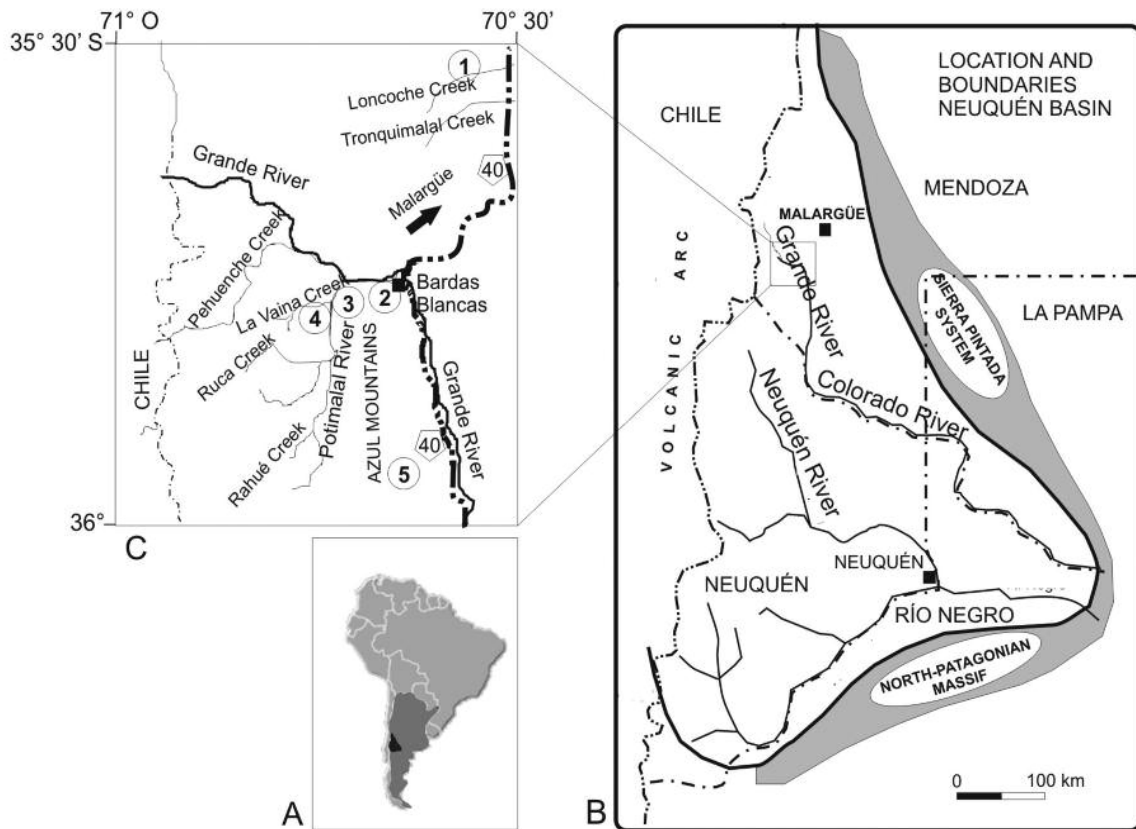 71° O
70° 30'
35° 30' S
1
Loncoche Creek
Tronquimalal Creek
Grande River
40
Malargüe
Pehuenche Creek
Bardas
Blancas
La Vaina Creek
3
2
4
Ruca Creek
Potimalal River
AZUL MOUNTAINS
CHILE
Grande River
Rahué Creek
40
5
36°
C
A
LOCATION AND
BOUNDARIES
NEUQUÉN BASIN
CHILE
MENDOZA
MALARGÜE
Grande River
VOLCANIC ARC
SIERRA PINTADA
SYSTEM
LA PAMPA
Colorado River
Neuquén River
NEUQUÉN
NEUQUÉN
RÍO NEGRO
NORTH-PATAGONIAN
MASSIF
0 100 km
B